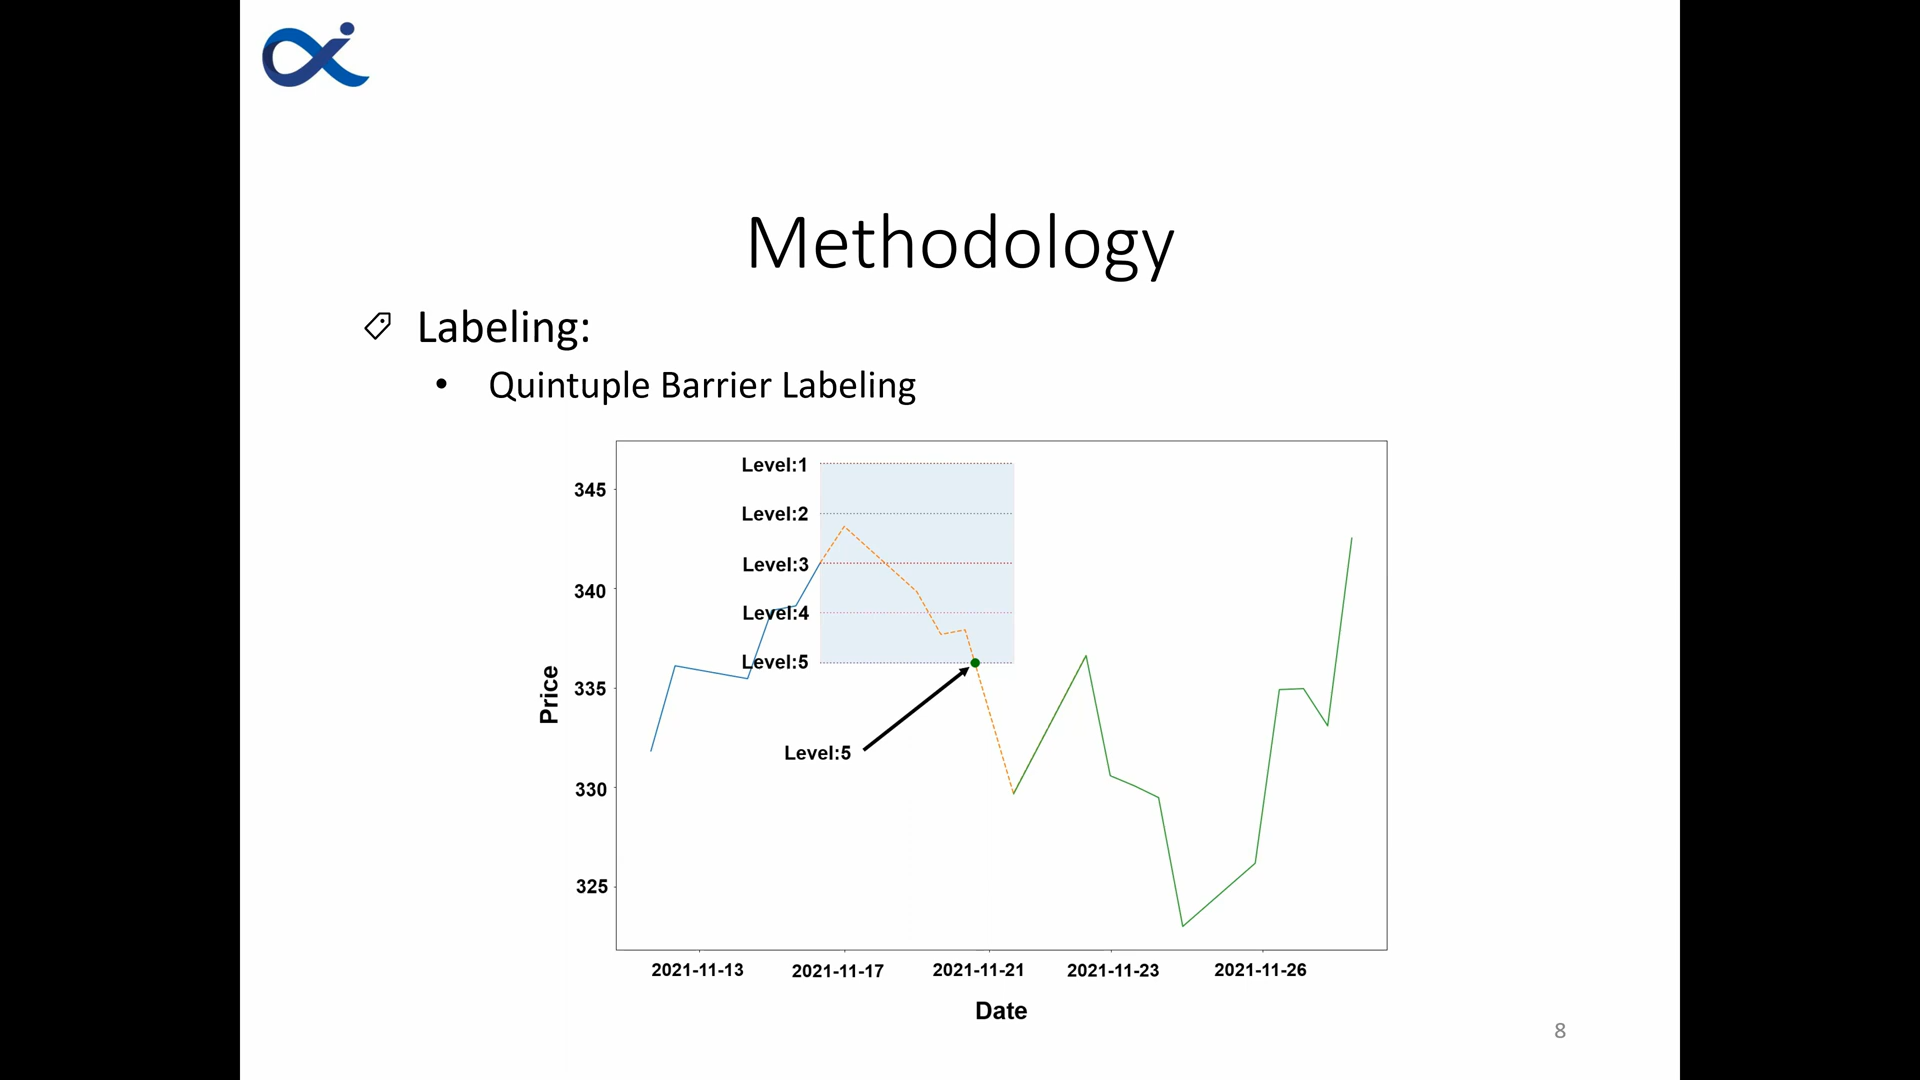 Methodology
Labeling:
• Quintuple Barrier Labeling
Level:1
345
Level:2
Level:3
340
Level:4
Level:5
335
Price
Level:5
330
325
2021-11-13 2021-11-17 2021-11-21 2021-11-23 2021-11-26
Date
8